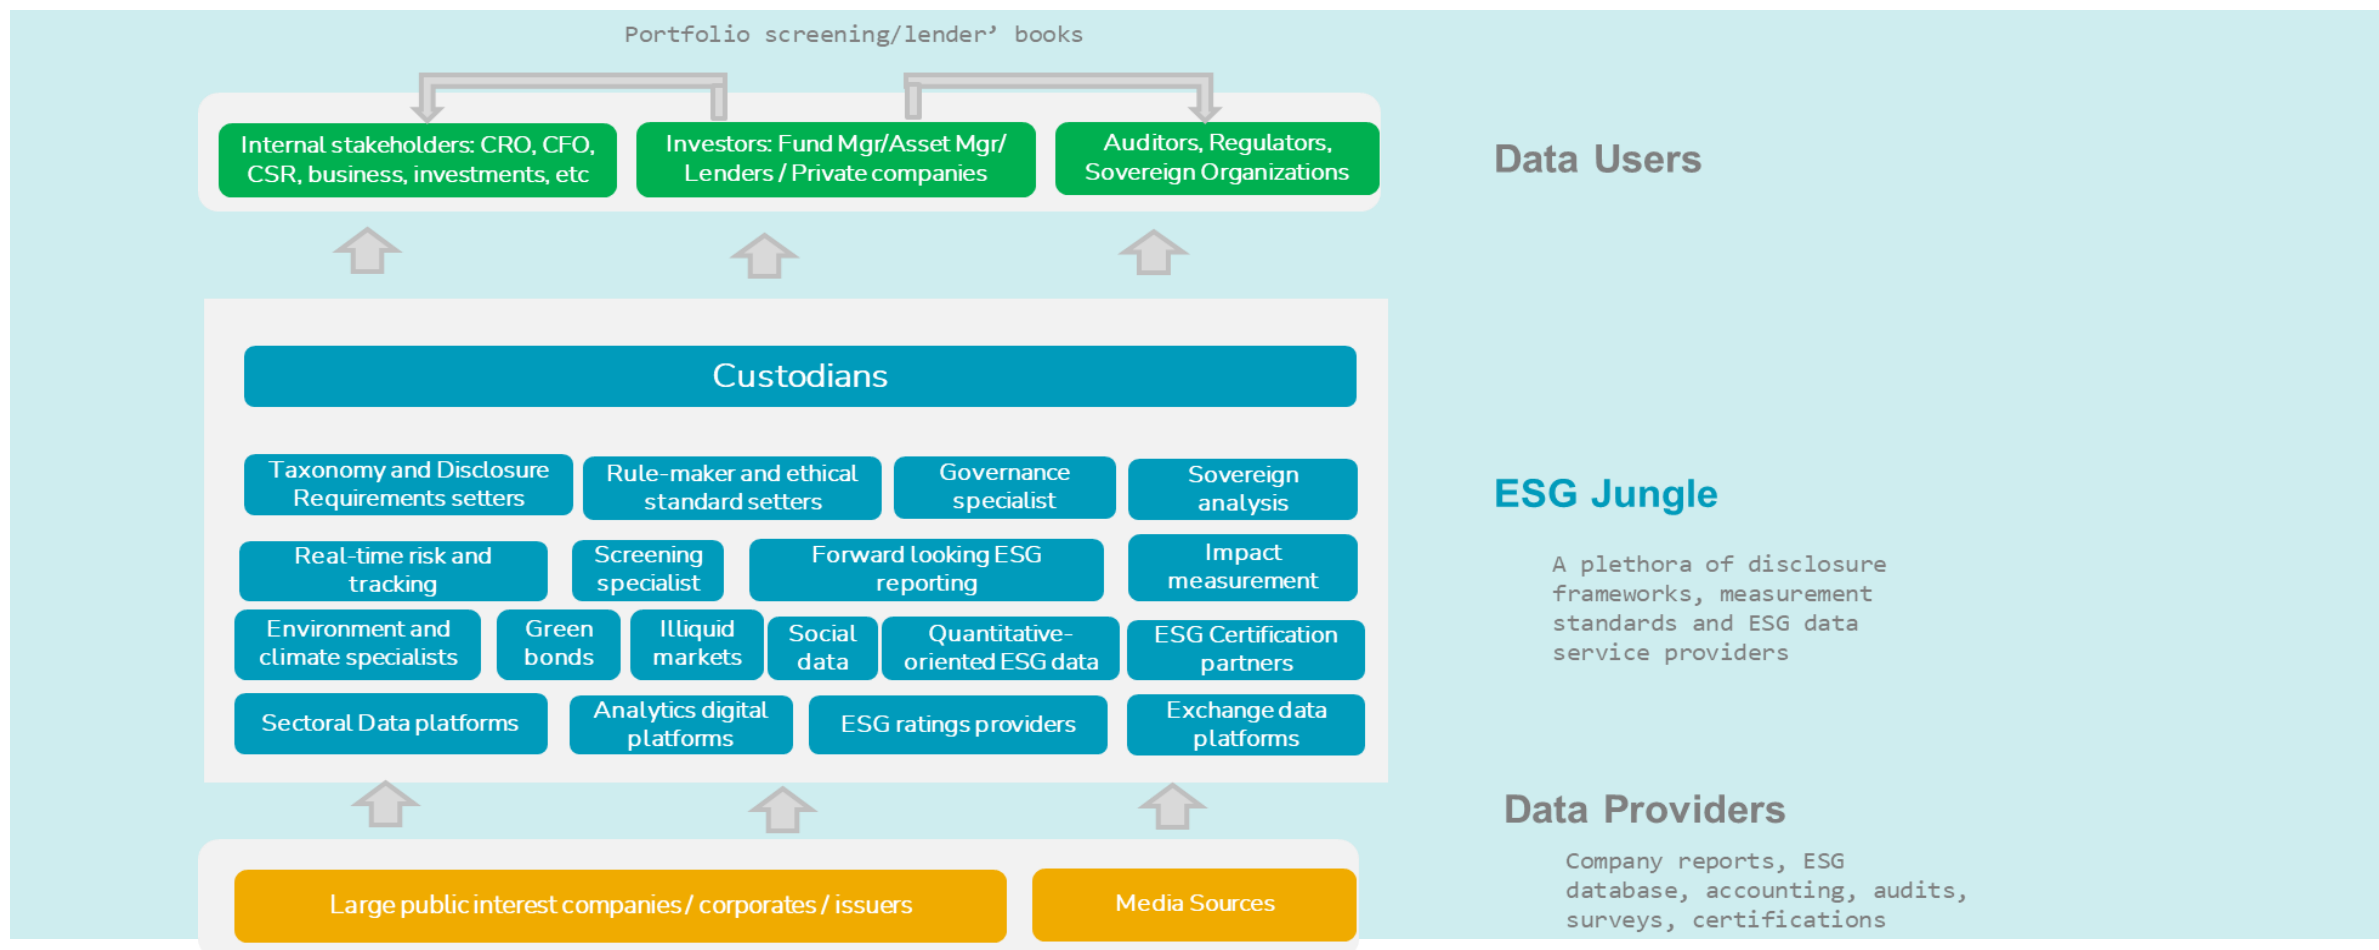 Portfolio screening/lender’ books
Internal stakeholders: CRO, CFO,
CSR, business, investments, etc
Investors: Fund Mgr/Asset Mgr/
Lenders / Private companies
Auditors, Regulators,
Sovereign Organizations
Data Users
Custodians
Taxonomy and Disclosure
Requirements setters
Rule-maker and ethical
standard setters
Governance
specialist
Sovereign
analysis
Real-time risk and
tracking
Screening
specialist
Forward looking ESG
reporting
Impact
measurement
Environment and
climate specialists
Green
bonds
Illiquid
markets
Social
data
Quantitative-
oriented ESG data
ESG Certification
partners
Sectoral Data platforms
Analytics digital
platforms
ESG ratings providers
Exchange data
platforms
ESG Jungle
A plethora of disclosure
frameworks, measurement
standards and ESG data
service providers
Large public interest companies / corporates / issuers
Media Sources
Data Providers
Company reports, ESG
database, accounting, audits,
surveys, certifications